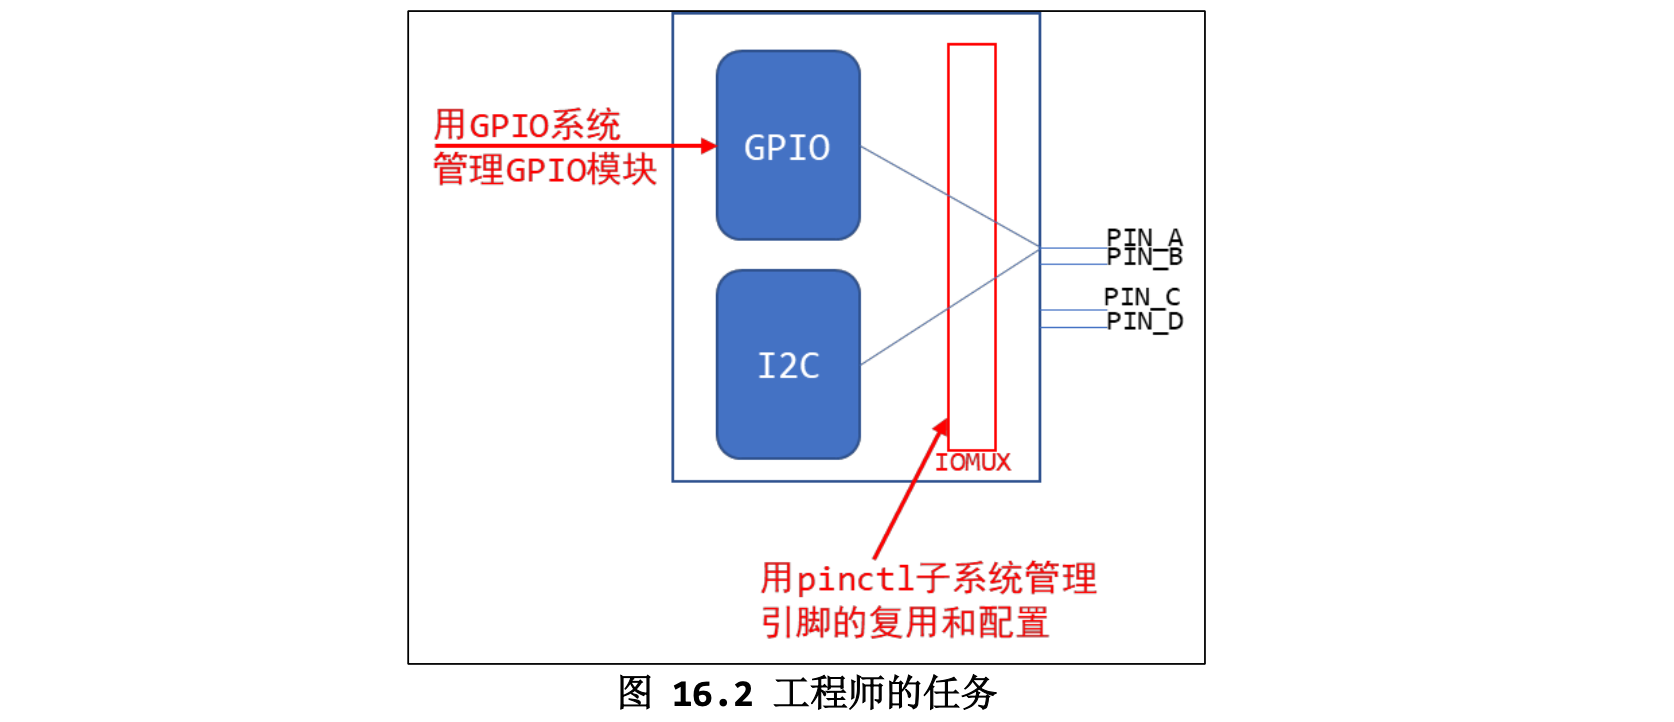 用GPIO系统
管理GPIO模块
GPIO
I2C
PIN_A
PIN_B
PIN_C
PIN_D
IOMUX
用pinctl子系统管理
引脚的复用和配置
图 16.2 工程师的任务